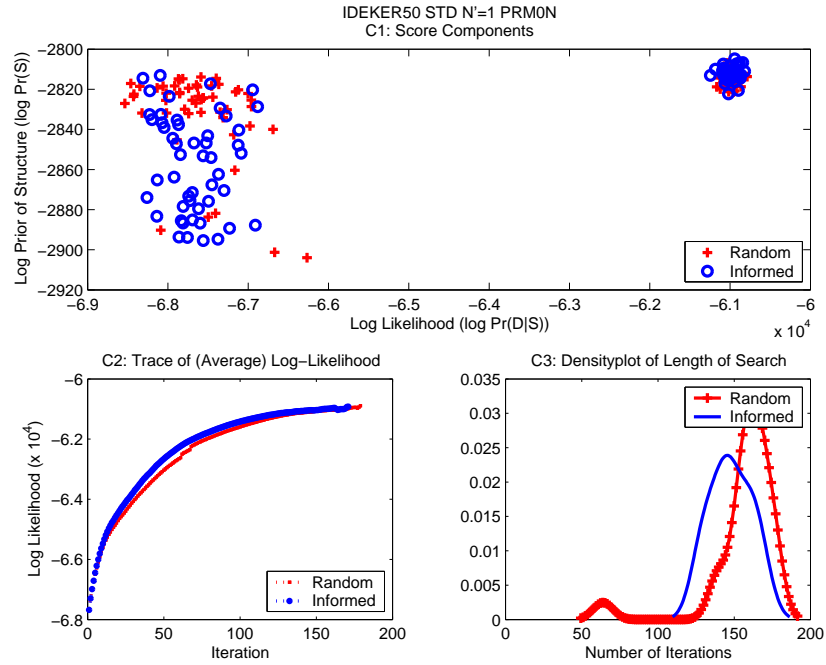 IDEKER50 STD N'=1 PRM0N
C1: Score Components
Log Prior of Structure (log Pr(S))
−2800
−2820
−2840
−2860
−2880
−2900
−2920
−6.9 −6.8 −6.7 −6.6 −6.5 −6.4 −6.3 −6.2 −6.1 −6
Log Likelihood (log Pr(D|S))
x 10^4
Random
Informed
C2: Trace of (Average) Log−Likelihood
Log Likelihood (x 10^4)
−6
−6.2
−6.4
−6.6
−6.8
0 50 100 150 200
Iteration
Random
Informed
C3: Densityplot of Length of Search
0.035
0.03
0.025
0.02
0.015
0.01
0.005
0
0 50 100 150 200
Number of Iterations
Random
Informed